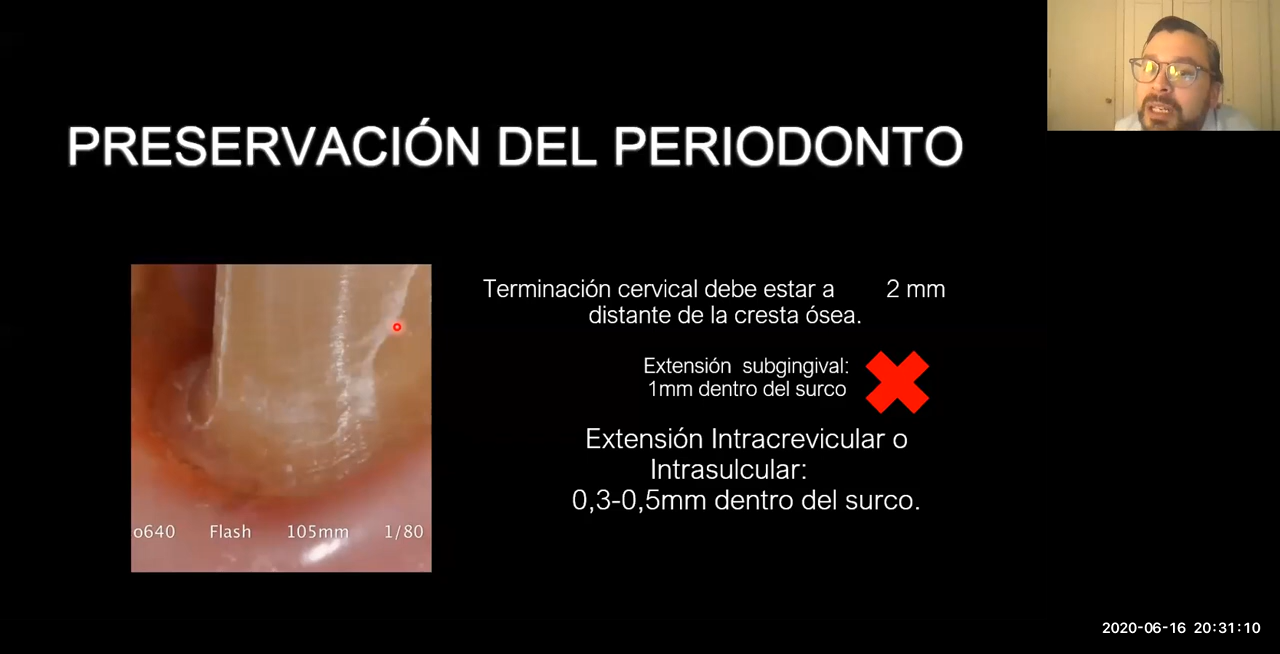 PRESERVACIÓN DEL PERIODONTO
Terminación cervical debe estar a 2 mm
distante de la cresta ósea.
Extensión subgingival:
1mm dentro del surco
Extensión Intracrevicular o
Intrasulcular:
0,3-0,5mm dentro del surco.
o640 Flash 105mm 1/80
2020-06-16 20:31:10